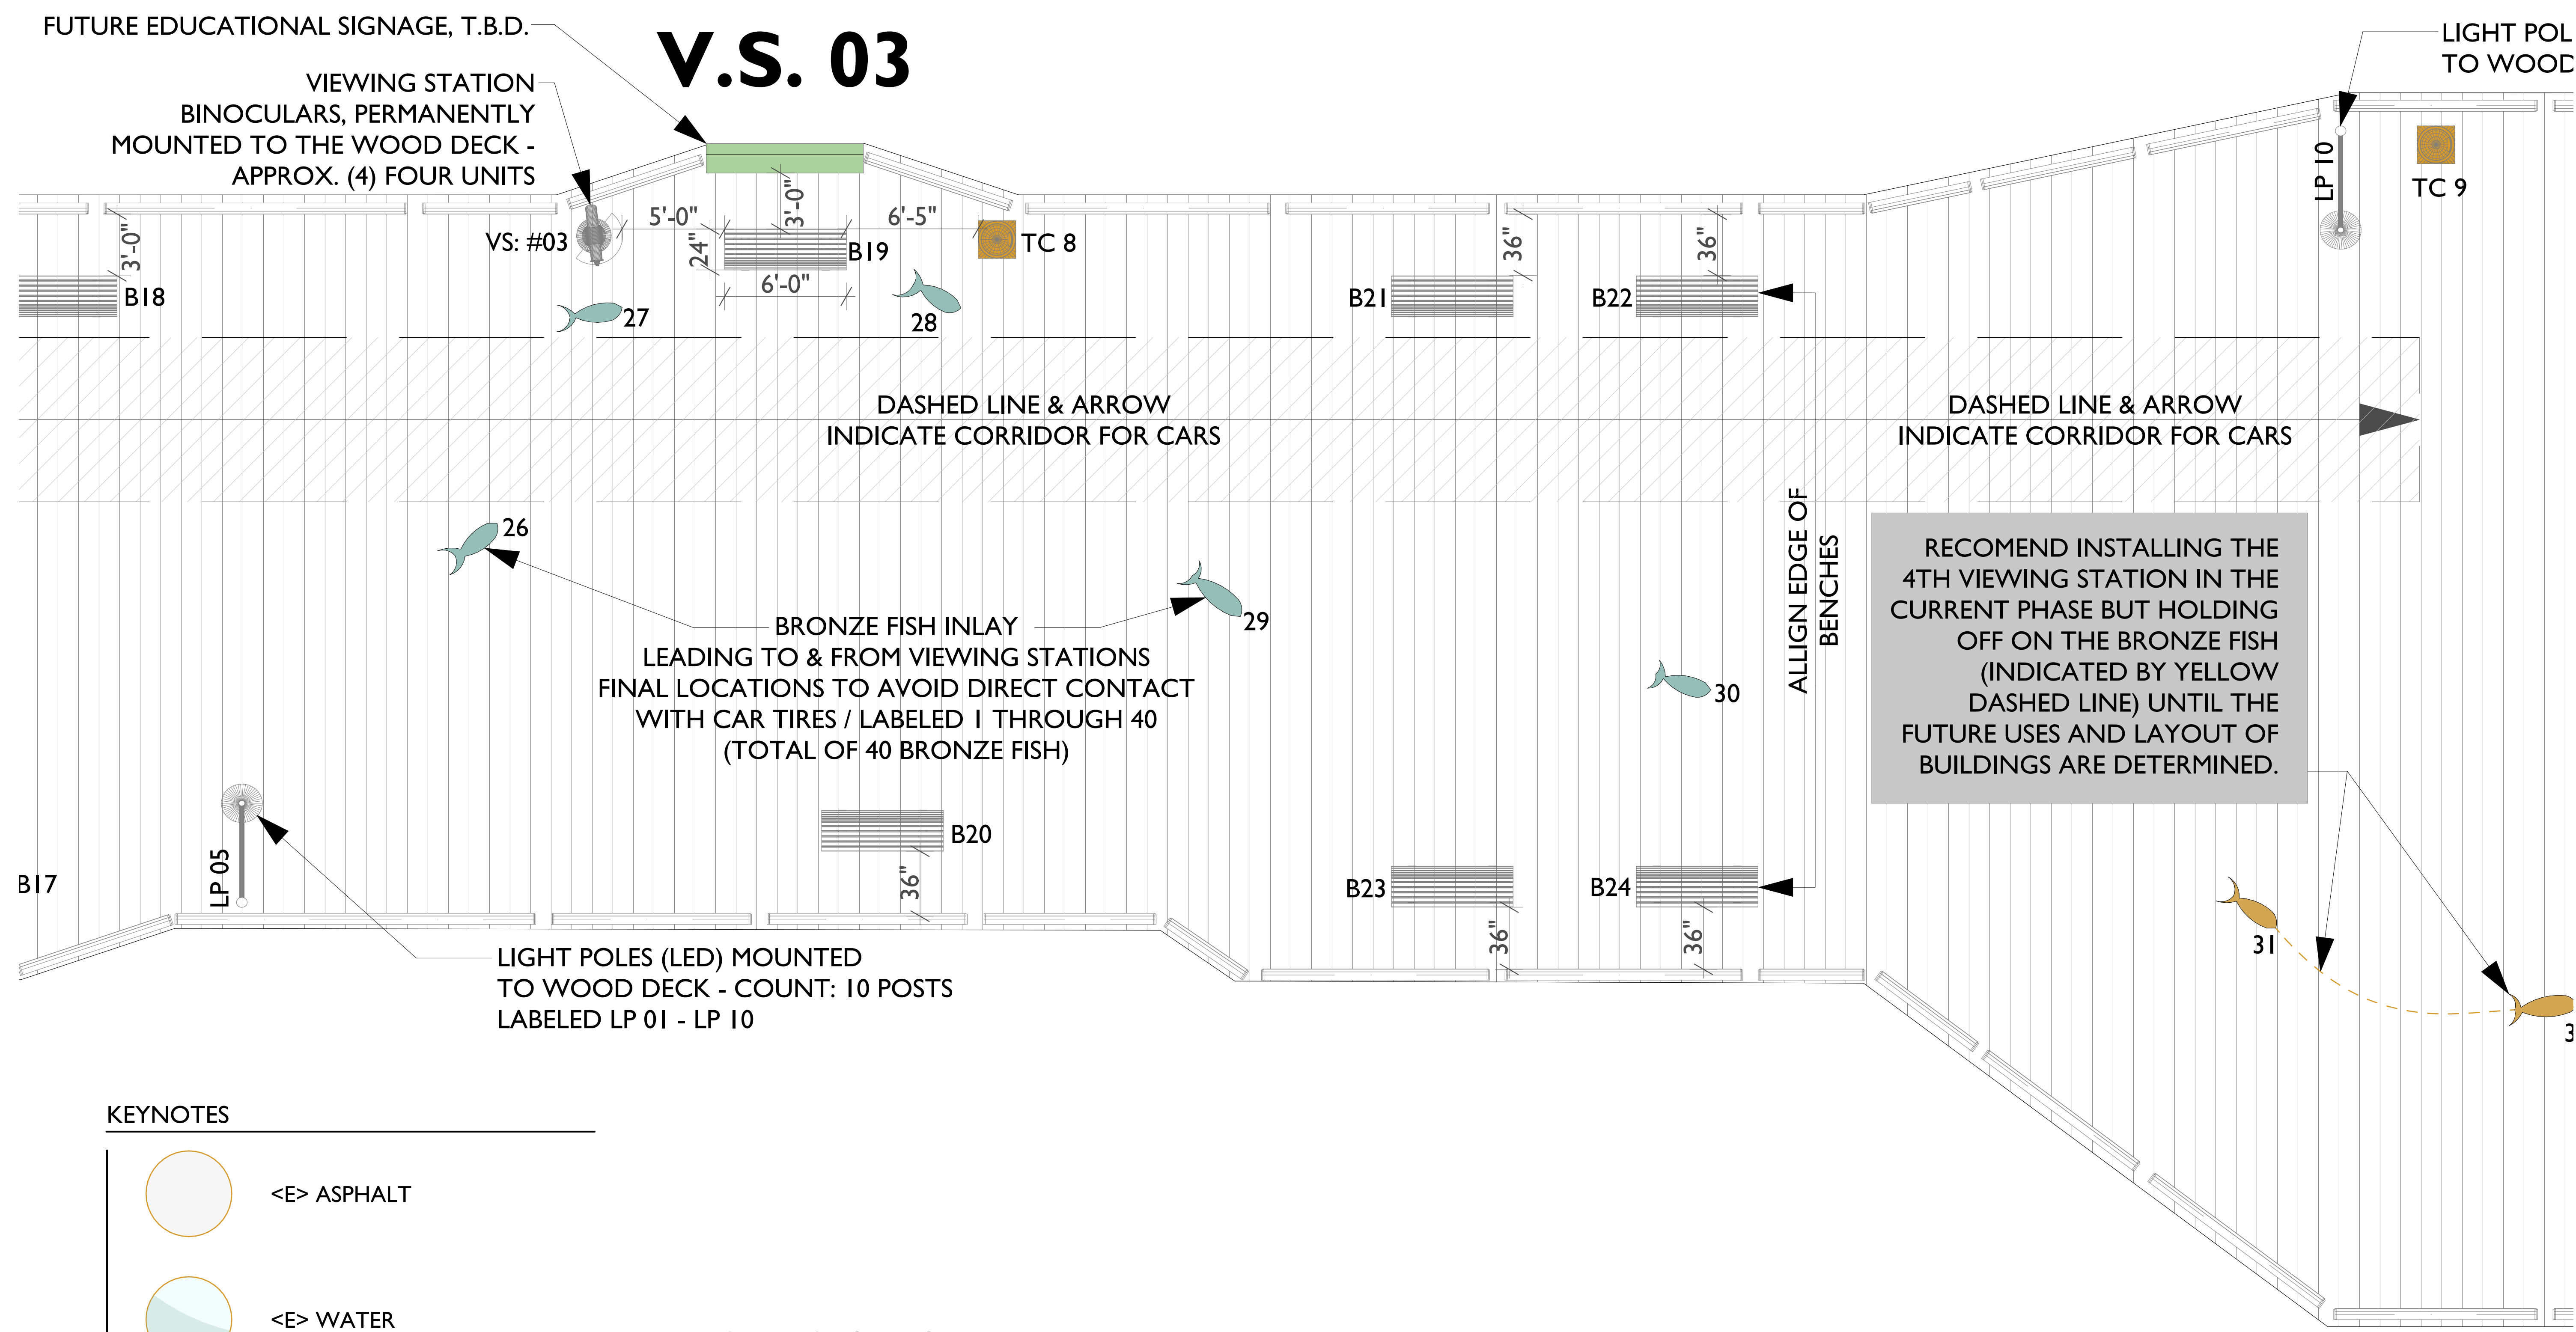 FUTURE EDUCATIONAL SIGNAGE, T.B.D.
V.S. 03
LIGHT POL
TO WOOD
VIEWING STATION
BINOCULARS, PERMANENTLY
MOUNTED TO THE WOOD DECK -
APPROX. (4) FOUR UNITS
LP 10
TC 9
3'-0"
B18
VS: #03
5'-0"
3'-0"
6'-5"
24"
B19
6'-0"
TC 8
27
28
36"
B21
36"
B22
DASHED LINE & ARROW
INDICATE CORRIDOR FOR CARS
DASHED LINE & ARROW
INDICATE CORRIDOR FOR CARS
26
29
30
BRONZE FISH INLAY
LEADING TO & FROM VIEWING STATIONS
FINAL LOCATIONS TO AVOID DIRECT CONTACT
WITH CAR TIRES / LABELED 1 THROUGH 40
(TOTAL OF 40 BRONZE FISH)
ALLIGN EDGE OF
BENCHES
RECOMEND INSTALLING THE
4TH VIEWING STATION IN THE
CURRENT PHASE BUT HOLDING
OFF ON THE BRONZE FISH
(INDICATED BY YELLOW
DASHED LINE) UNTIL THE
FUTURE USES AND LAYOUT OF
BUILDINGS ARE DETERMINED.
B17
LP 05
B20
36"
B23
36"
B24
36"
31
3
LIGHT POLES (LED) MOUNTED
TO WOOD DECK - COUNT: 10 POSTS
LABELED LP 01 - LP 10
KEYNOTES
<E> ASPHALT
<E> WATER